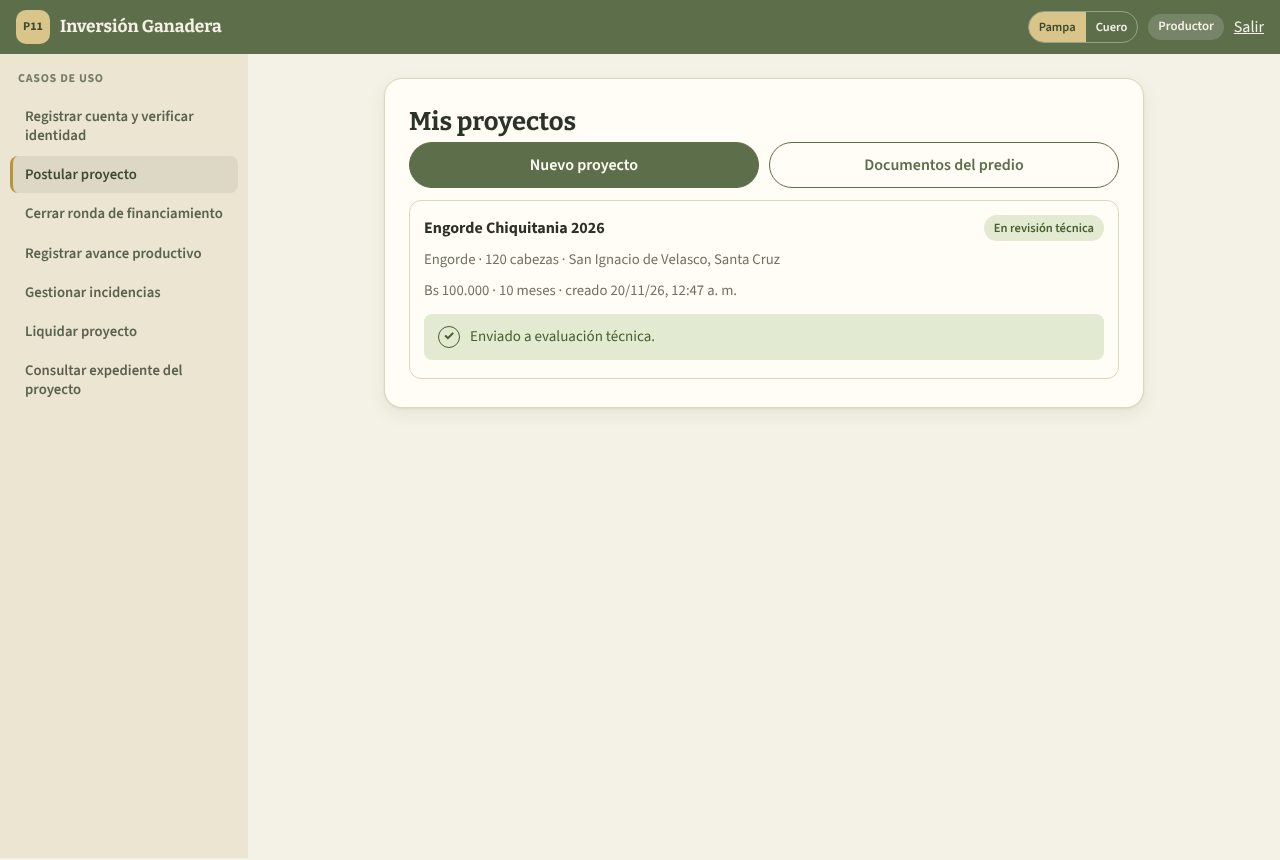 P11
Inversión Ganadera
Pampa
Cuero
Productor
Salir
CASOS DE USO
Registrar cuenta y verificar
identidad
Postular proyecto
Cerrar ronda de financiamiento
Registrar avance productivo
Gestionar incidencias
Liquidar proyecto
Consultar expediente del
proyecto
Mis proyectos
Nuevo proyecto
Documentos del predio
Engorde Chiquitania 2026
En revisión técnica
Engorde · 120 cabezas · San Ignacio de Velasco, Santa Cruz
Bs 100.000 · 10 meses · creado 20/11/26, 12:47 a. m.
Enviado a evaluación técnica.